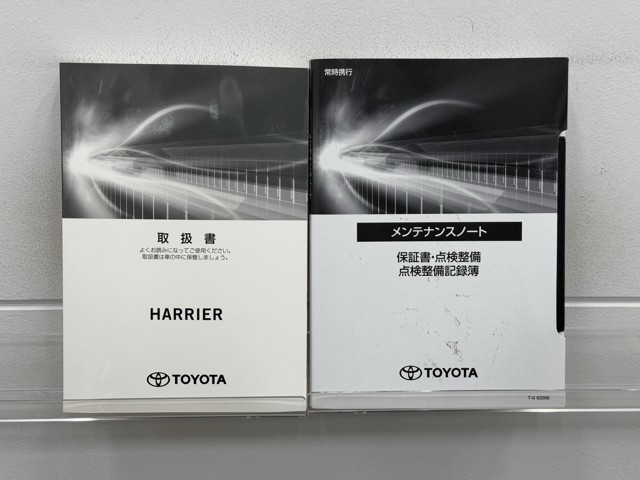 取扱書
よくお読みになってご使用ください。
取扱書は車の中に保管しましょう。
HARRIER
TOYOTA
常時携行
メンテナンスノート
保証書・点検整備
点検整備記録簿
TOYOTA